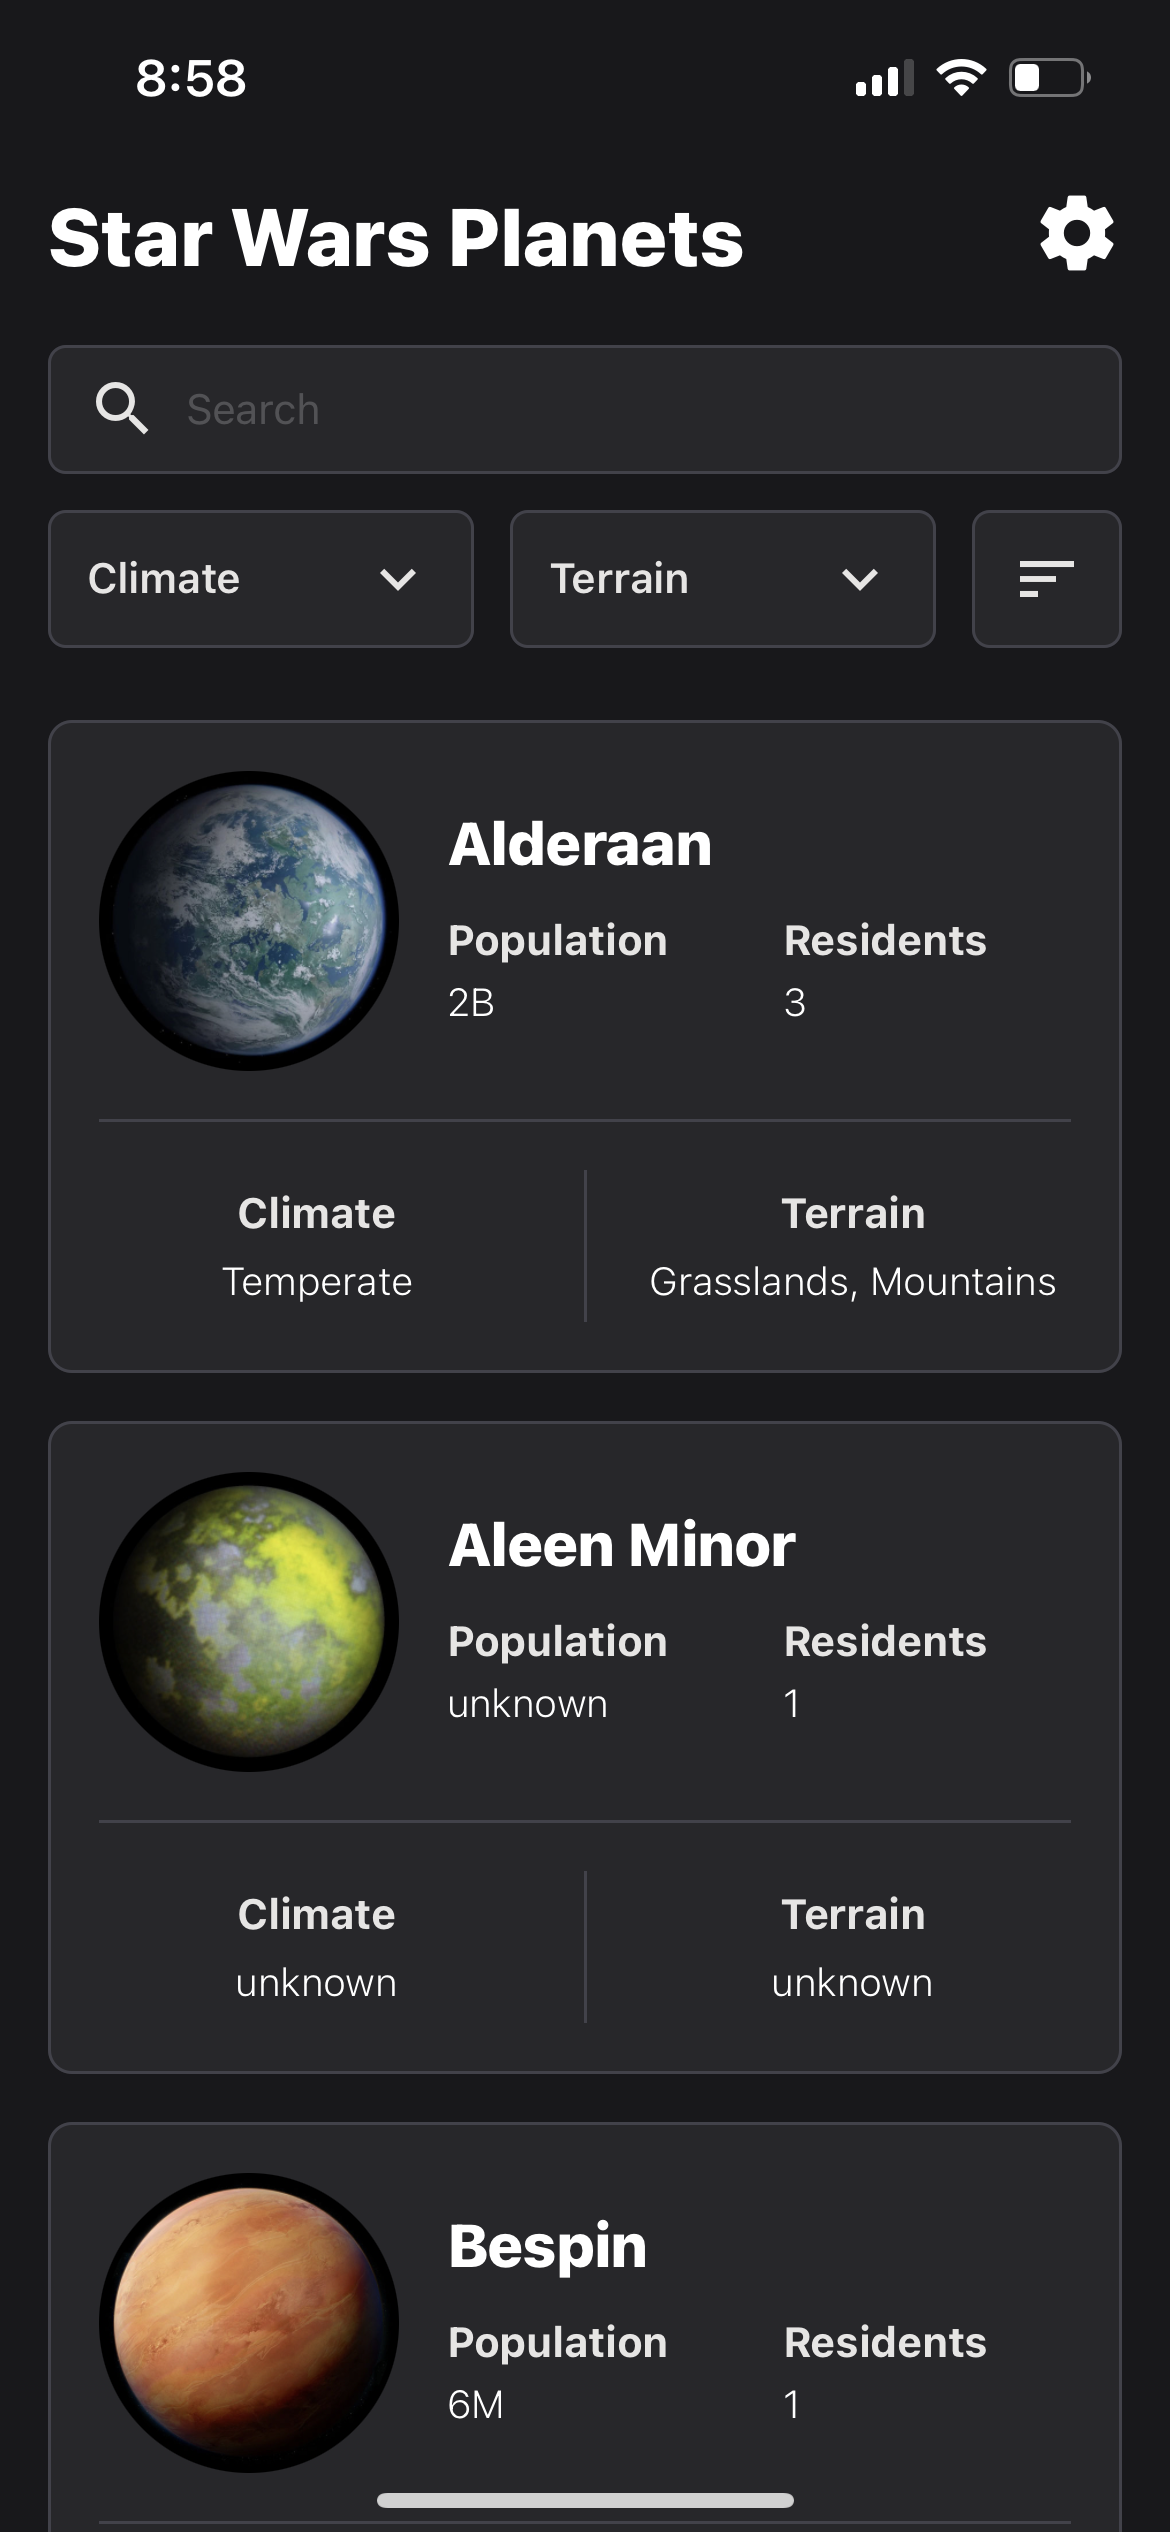 8:58
Star Wars Planets
Search
Climate Terrain
Alderaan
Population Residents
2B 3
Climate Terrain
Temperate Grasslands, Mountains
Aleen Minor
Population Residents
unknown 1
Climate Terrain
unknown unknown
Bespin
Population Residents
6M 1